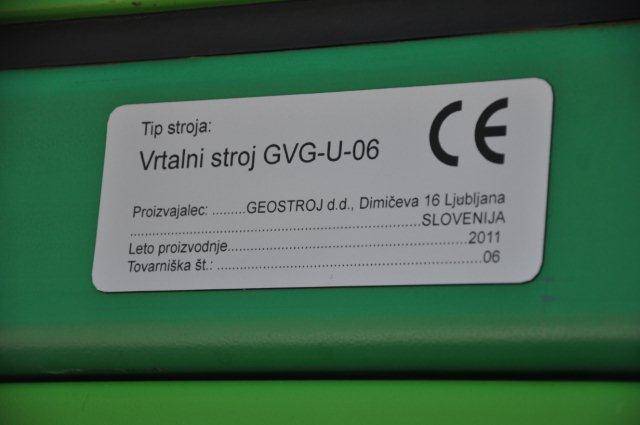 Tip stroja:
CE
Vrtalni stroj GVG-U-06
Proizvajalec: .........GEOSTROJ d.d., Dimičeva 16 Ljubljana
..........................................................................SLOVENIJA
Leto proizvodnje.............................................................2011
Tovarniška št.: ..................................................................06